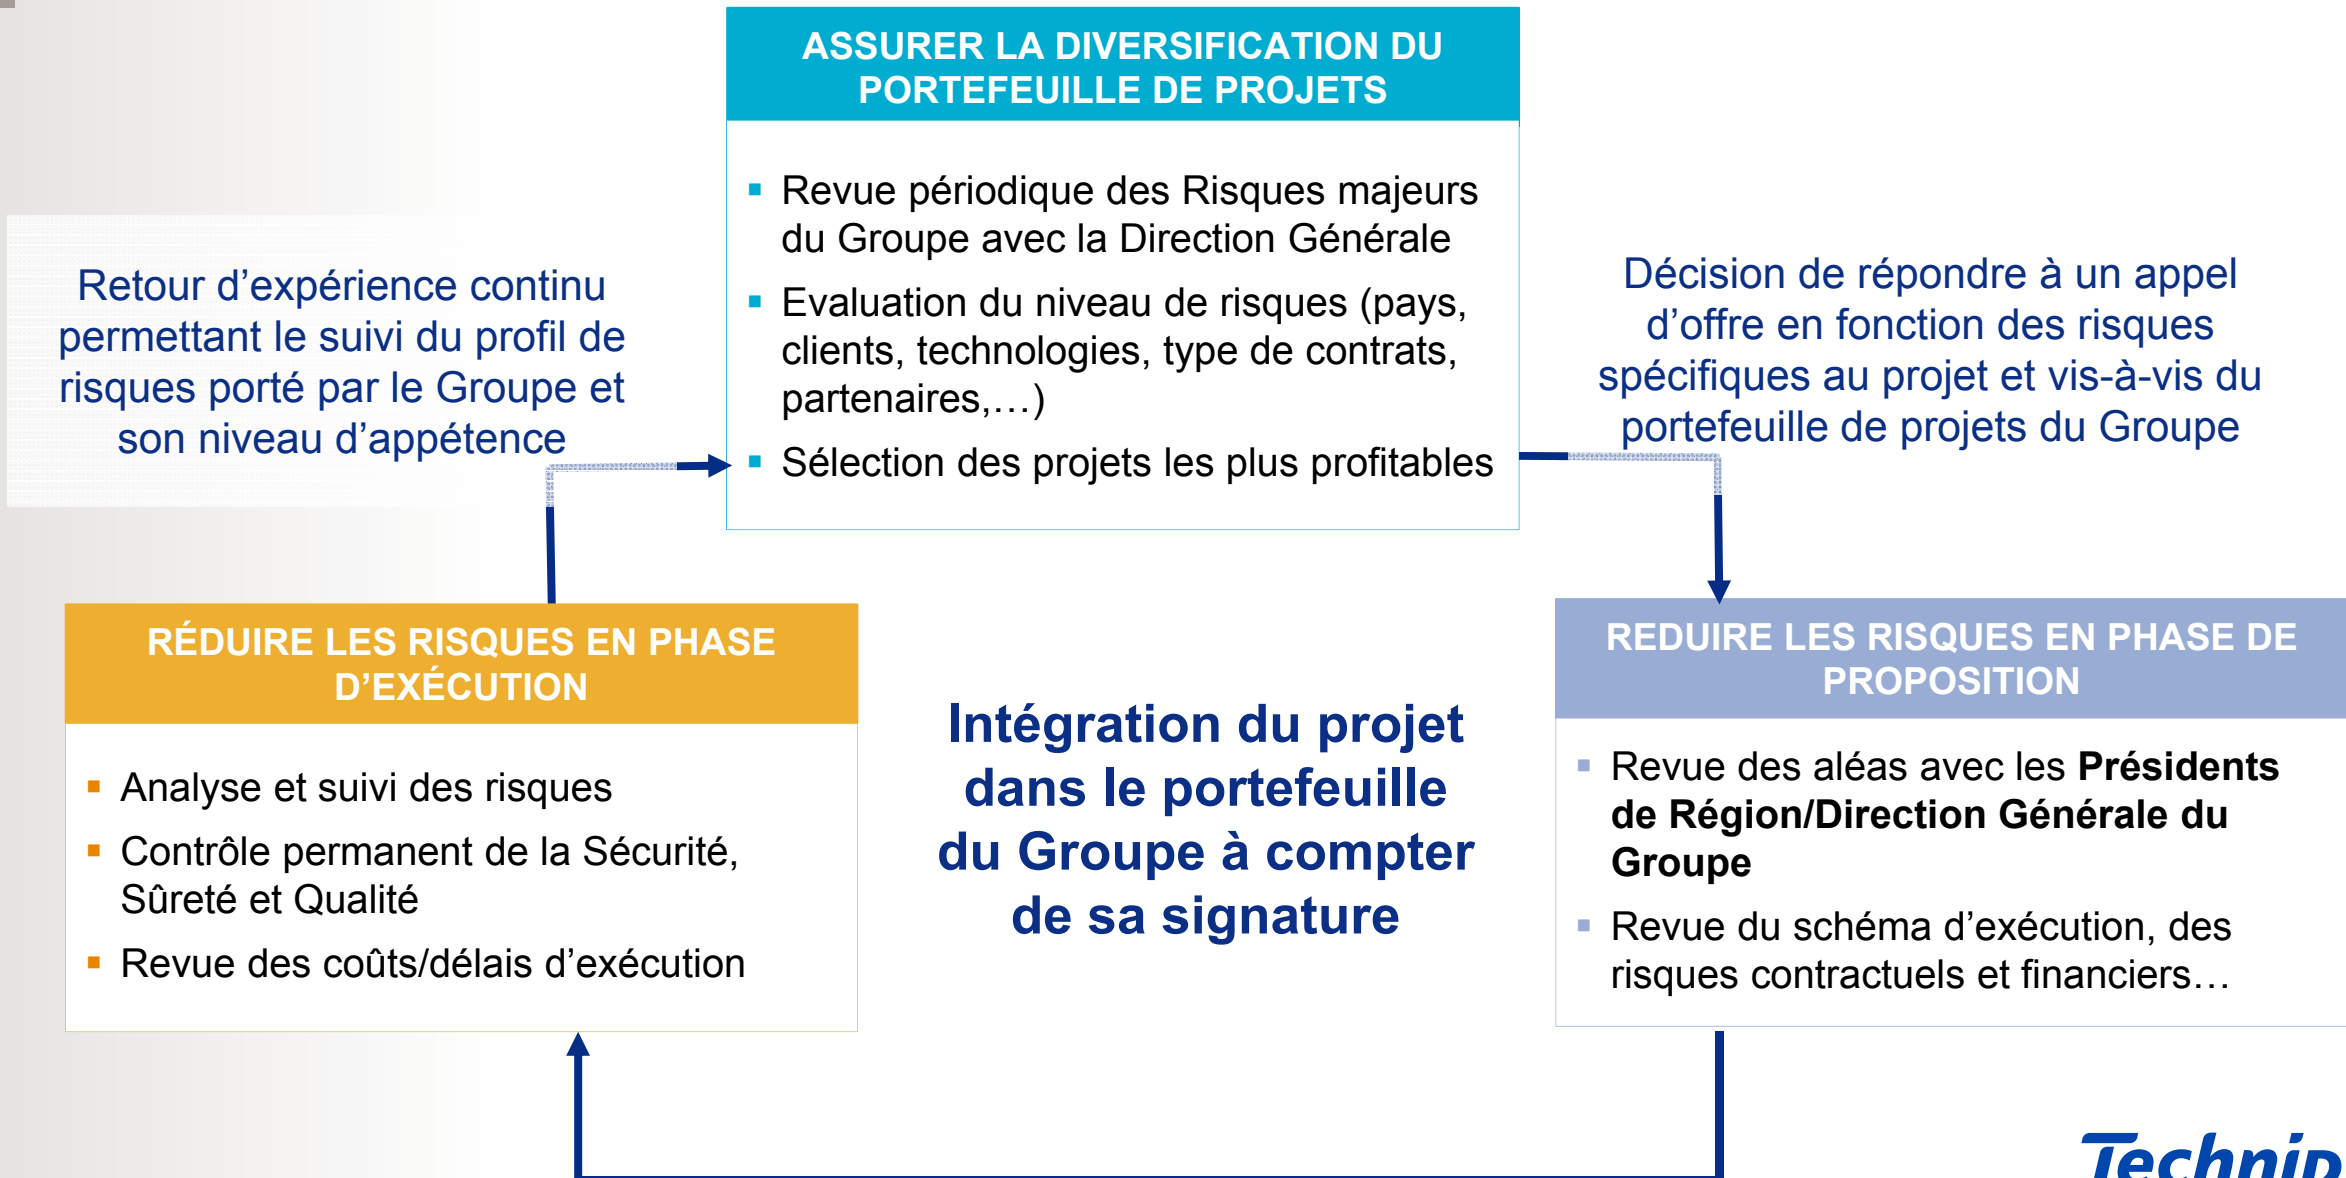 ASSURER LA DIVERSIFICATION DU
PORTEFEUILLE DE PROJETS
▪ Revue périodique des Risques majeurs
du Groupe avec la Direction Générale
▪ Evaluation du niveau de risques (pays,
clients, technologies, type de contrats,
partenaires,…)
▪ Sélection des projets les plus profitables
Retour d’expérience continu
permettant le suivi du profil de
risques porté par le Groupe et
son niveau d’appétence
Décision de répondre à un appel
d’offre en fonction des risques
spécifiques au projet et vis-à-vis du
portefeuille de projets du Groupe
RÉDUIRE LES RISQUES EN PHASE
D’EXÉCUTION
▪ Analyse et suivi des risques
▪ Contrôle permanent de la Sécurité,
Sûreté et Qualité
▪ Revue des coûts/délais d’exécution
Intégration du projet
dans le portefeuille
du Groupe à compter
de sa signature
REDUIRE LES RISQUES EN PHASE DE
PROPOSITION
▪ Revue des aléas avec les Présidents
de Région/Direction Générale du
Groupe
▪ Revue du schéma d’exécution, des
risques contractuels et financiers…
Technip